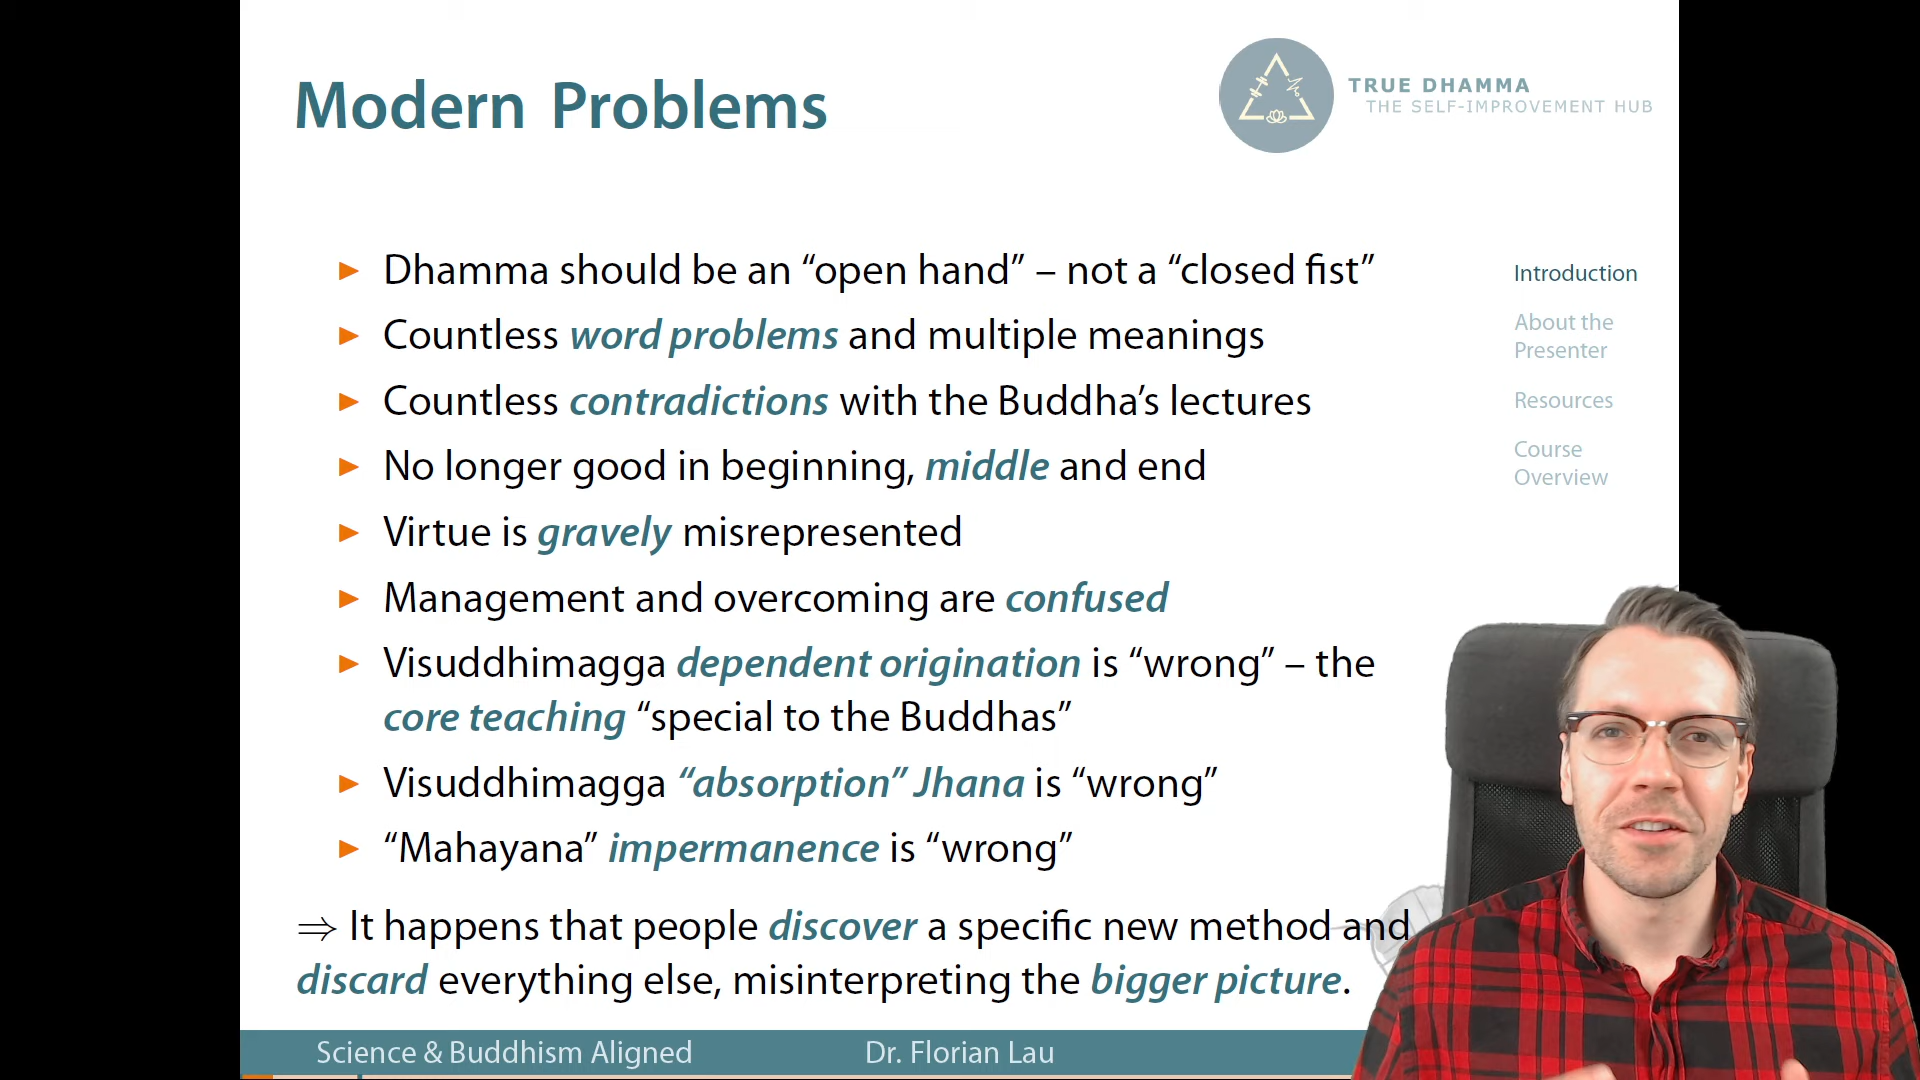 Modern Problems
TRUE DHAMMA
THE SELF-IMPROVEMENT HUB
Dhamma should be an “open hand” – not a “closed fist”
Countless word problems and multiple meanings
Countless contradictions with the Buddha’s lectures
No longer good in beginning, middle and end
Virtue is gravely misrepresented
Management and overcoming are confused
Visuddhimagga dependent origination is “wrong” – the
core teaching “special to the Buddhas”
Visuddhimagga “absorption” Jhana is “wrong”
“Mahayana” impermanence is “wrong”
⇒ It happens that people discover a specific new method and
discard everything else, misinterpreting the bigger picture.
Introduction
About the
Presenter
Resources
Course
Overview
Science & Buddhism Aligned
Dr. Florian Lau